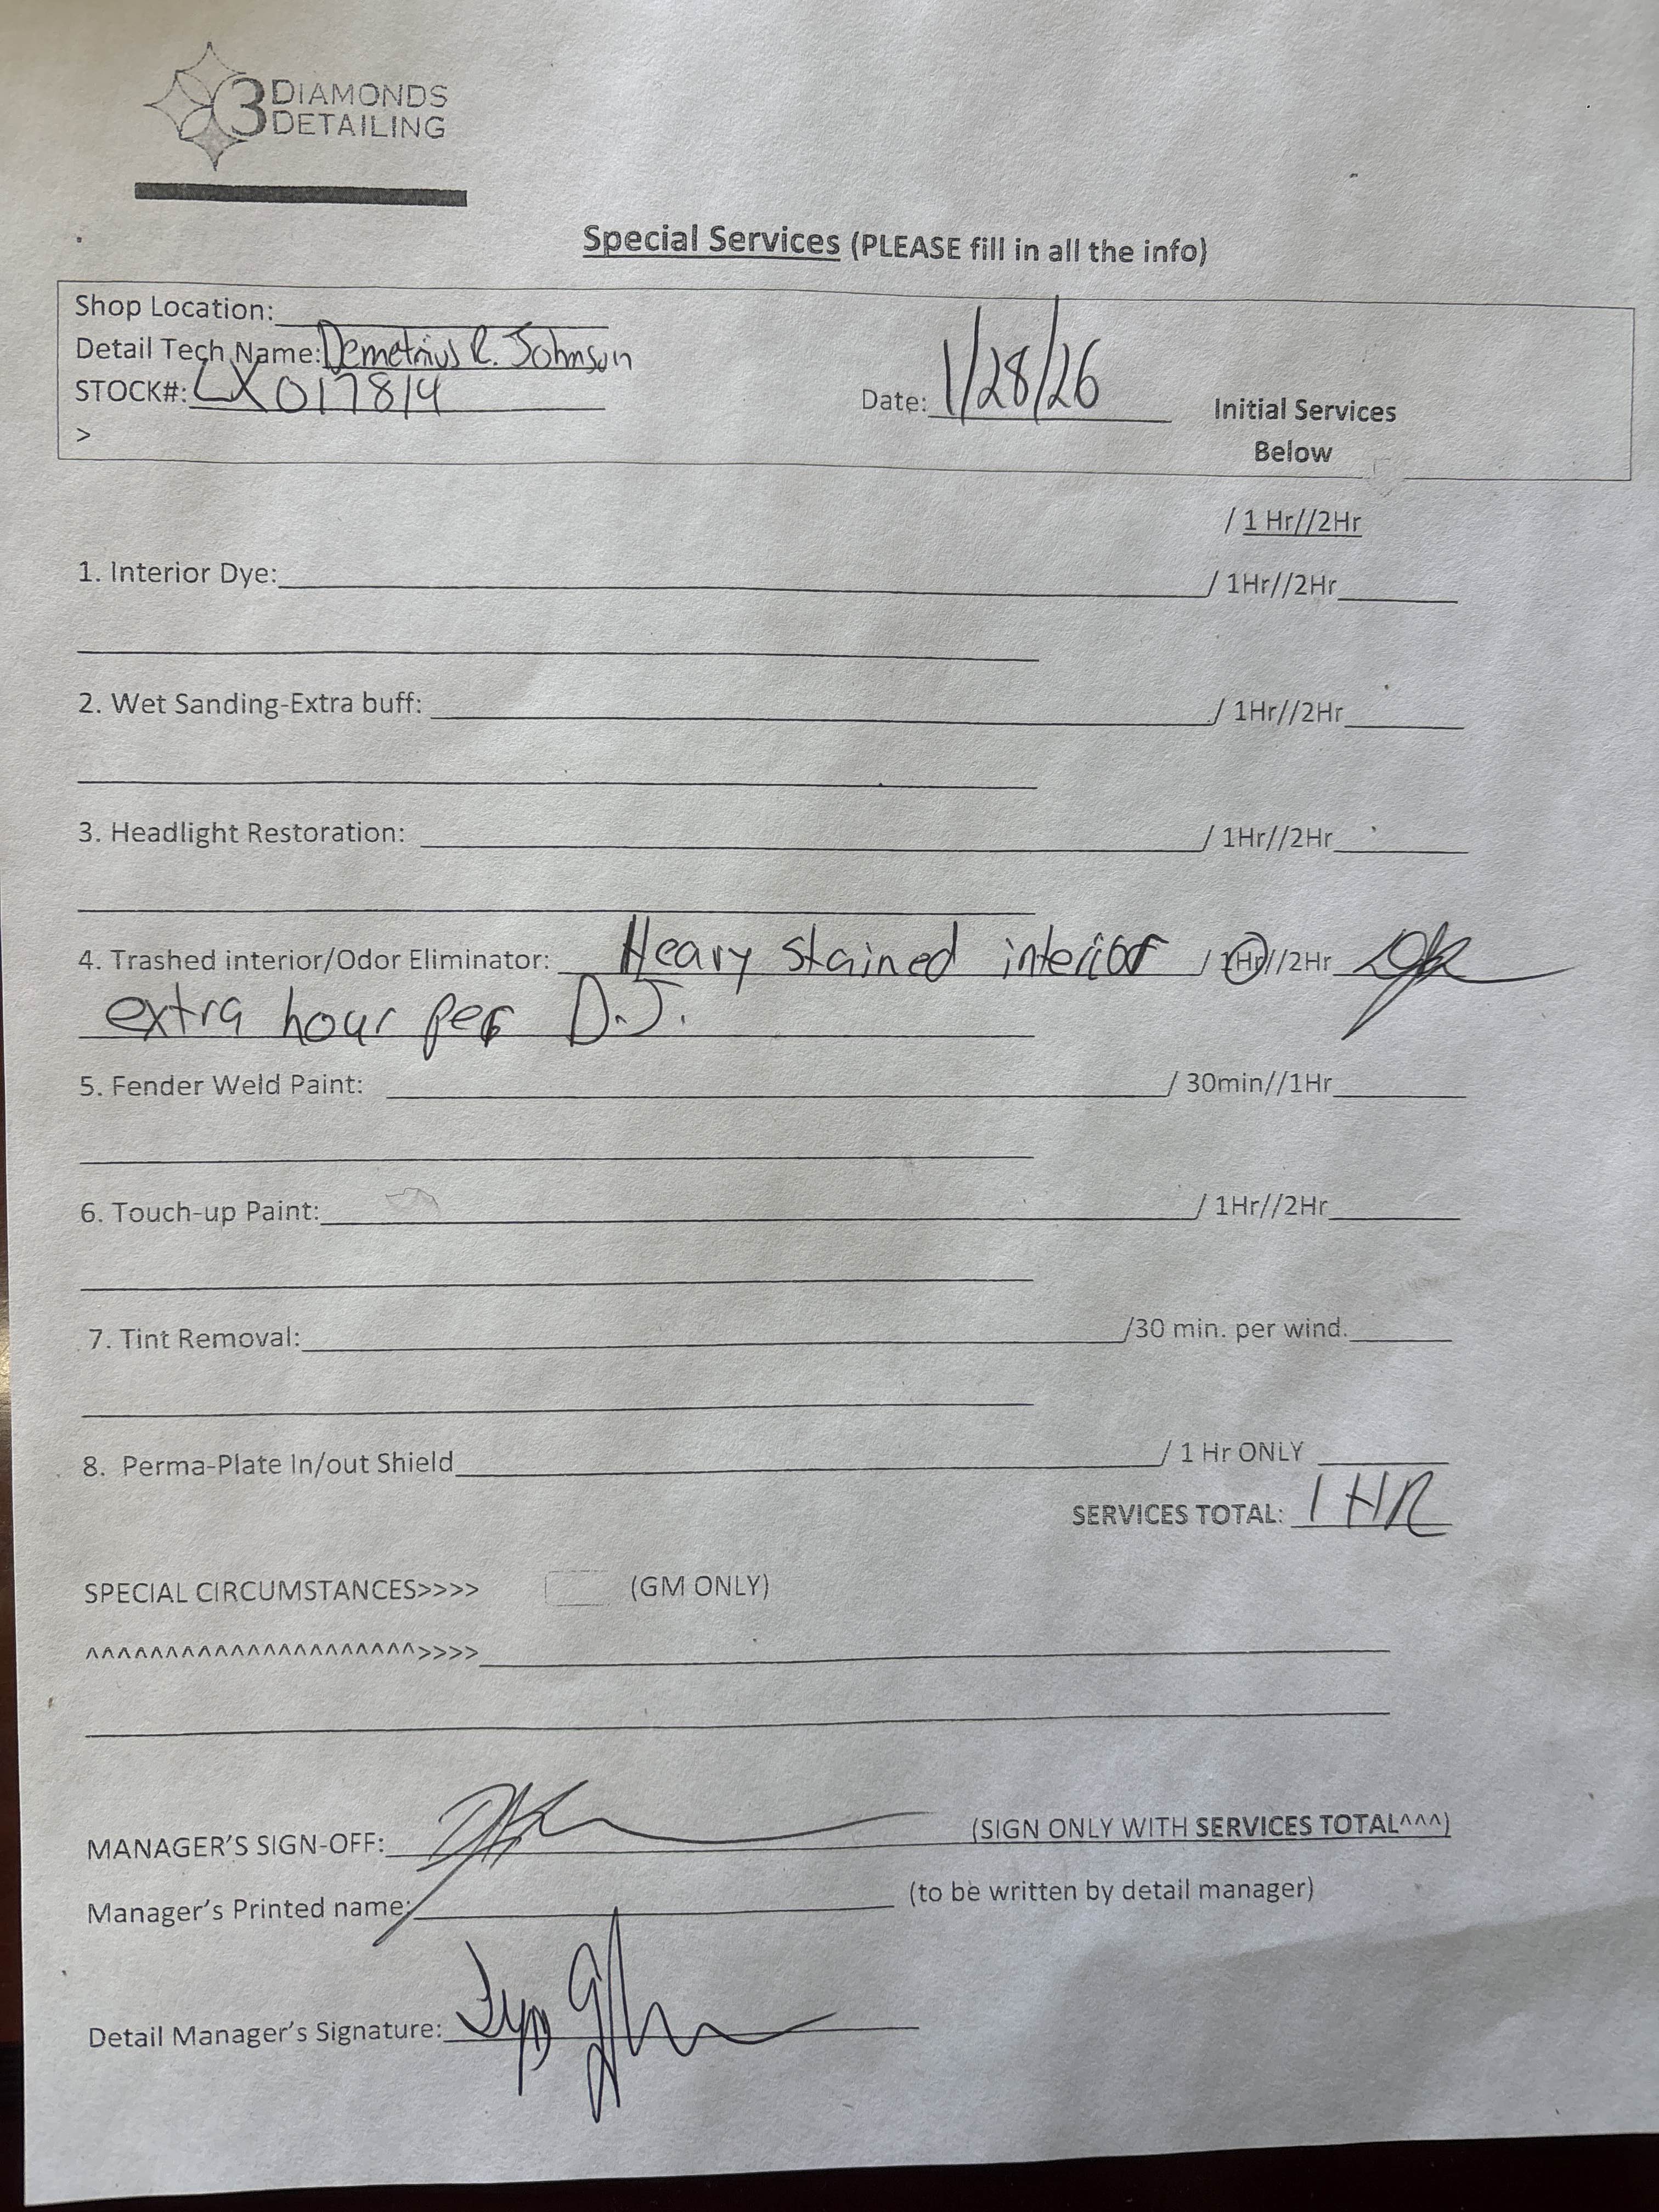 3 DIAMONDS
DETAILING
Special Services (PLEASE fill in all the info)
Shop Location:
Detail Tech Name: Demetrius R. Johnson
STOCK#: LX017814
Date: 1/28/26
Initial Services
Below
>
/ 1 Hr//2Hr
1. Interior Dye: / 1Hr//2Hr
2. Wet Sanding-Extra buff: / 1Hr//2Hr
3. Headlight Restoration: / 1Hr//2Hr
4. Trashed interior/Odor Eliminator: Heavy stained interior / 1Hr//2Hr
extra hour per D.J.
5. Fender Weld Paint: / 30min//1Hr
6. Touch-up Paint: / 1Hr//2Hr
7. Tint Removal: /30 min. per wind.
8. Perma-Plate In/out Shield / 1 Hr ONLY
SERVICES TOTAL: 1 HR
SPECIAL CIRCUMSTANCES>>>> (GM ONLY)
^^^^^^^^^^^^^^^^^^^^^>>>>
MANAGER'S SIGN-OFF: (SIGN ONLY WITH SERVICES TOTAL^^^)
Manager's Printed name: (to be written by detail manager)
Detail Manager's Signature: